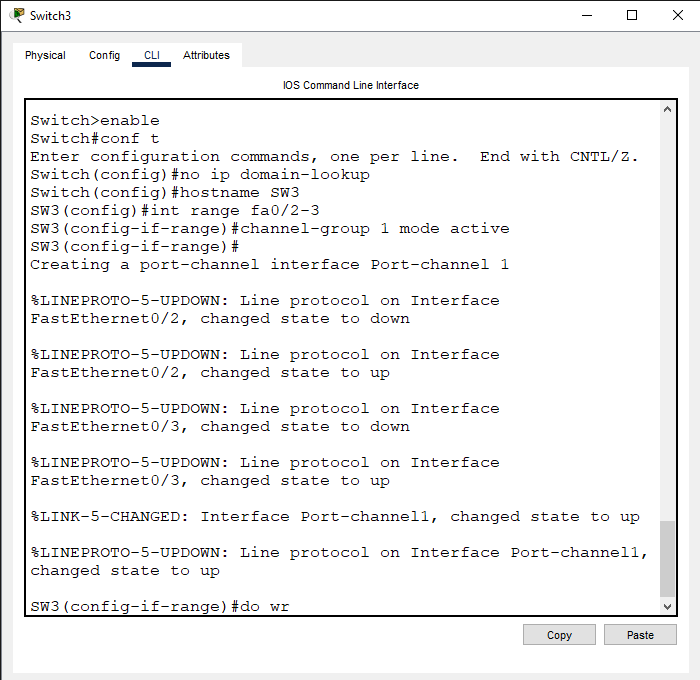 Switch3
Physical
Config
CLI
Attributes
IOS Command Line Interface
Switch>enable
Switch#conf t
Enter configuration commands, one per line.  End with CNTL/Z.
Switch(config)#no ip domain-lookup
Switch(config)#hostname SW3
SW3(config)#int range fa0/2-3
SW3(config-if-range)#channel-group 1 mode active
SW3(config-if-range)#
Creating a port-channel interface Port-channel 1
%LINEPROTO-5-UPDOWN: Line protocol on Interface
FastEthernet0/2, changed state to down
%LINEPROTO-5-UPDOWN: Line protocol on Interface
FastEthernet0/2, changed state to up
%LINEPROTO-5-UPDOWN: Line protocol on Interface
FastEthernet0/3, changed state to down
%LINEPROTO-5-UPDOWN: Line protocol on Interface
FastEthernet0/3, changed state to up
%LINK-5-CHANGED: Interface Port-channel1, changed state to up
%LINEPROTO-5-UPDOWN: Line protocol on Interface Port-channel1,
changed state to up
SW3(config-if-range)#do wr
Copy
Paste